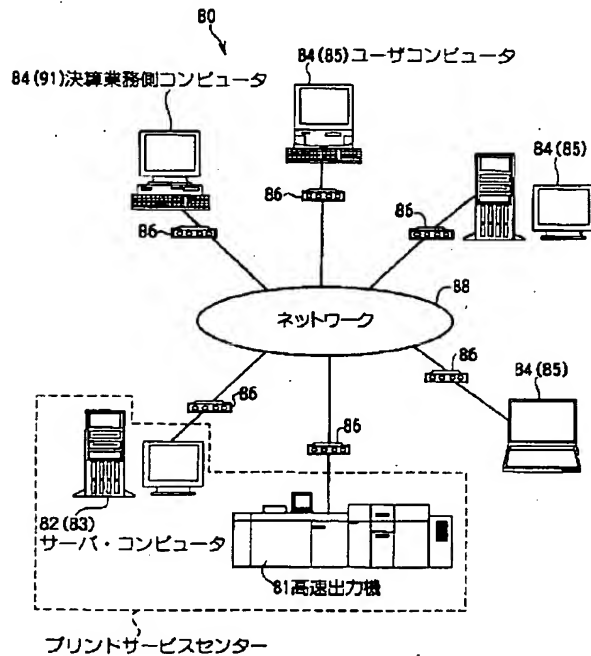 80
84(91)決算業務側コンピュータ
84(85)ユーザコンピュータ
84(85)
86
86
86
88
ネットワーク
86
84(85)
86
86
82(83)
サーバ・コンピュータ
81高速出力機
プリントサービスセンター